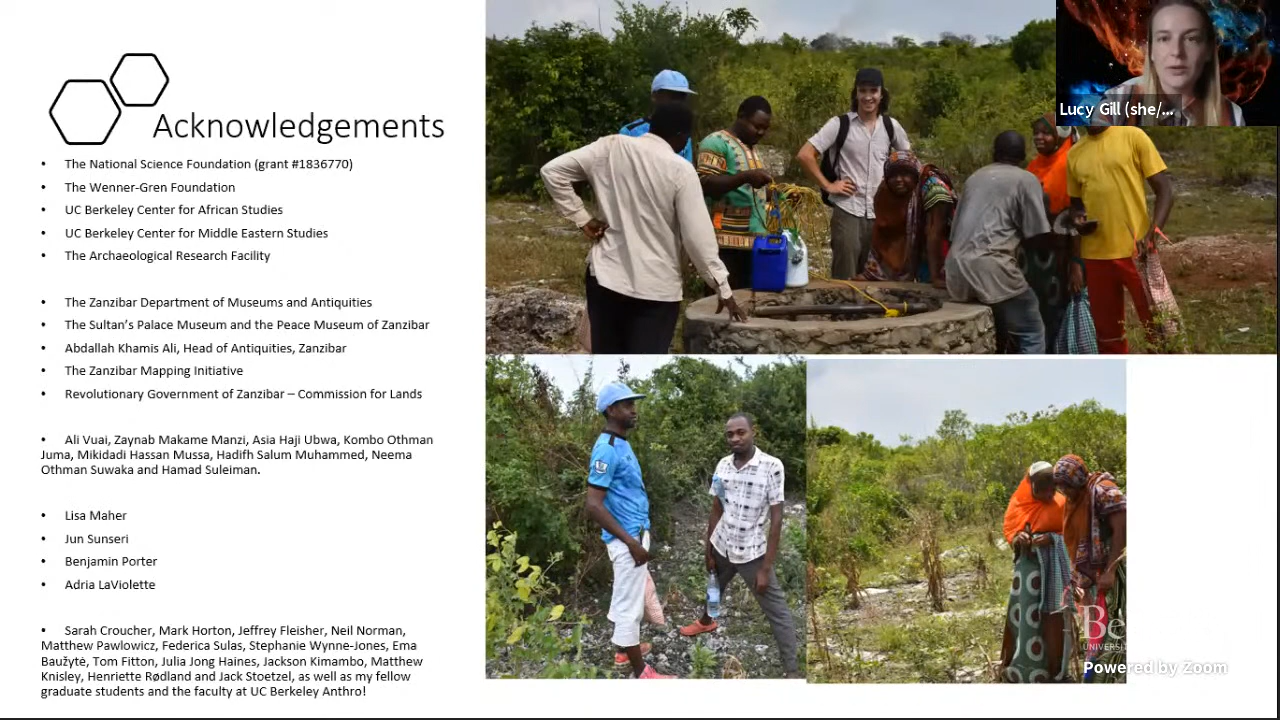 Acknowledgements
• The National Science Foundation (grant #1836770)
• The Wenner-Gren Foundation
• UC Berkeley Center for African Studies
• UC Berkeley Center for Middle Eastern Studies
• The Archaeological Research Facility
• The Zanzibar Department of Museums and Antiquities
• The Sultan’s Palace Museum and the Peace Museum of Zanzibar
• Abdallah Khamis Ali, Head of Antiquities, Zanzibar
• The Zanzibar Mapping Initiative
• Revolutionary Government of Zanzibar – Commission for Lands
• Ali Vuai, Zaynab Makame Manzi, Asia Haji Ubwa, Kombo Othman
Juma, Mikidadi Hassan Mussa, Hadifh Salum Muhammed, Neema
Othman Suwaka and Hamad Suleiman.
• Lisa Maher
• Jun Sunseri
• Benjamin Porter
• Adria LaViolette
• Sarah Croucher, Mark Horton, Jeffrey Fleisher, Neil Norman,
Matthew Pawlowicz, Federica Sulas, Stephanie Wynne-Jones, Ema
Baužytė, Tom Fitton, Julia Jong Haines, Jackson Kimambo, Matthew
Knisley, Henriette Rødland and Jack Stoetzel, as well as my fellow
graduate students and the faculty at UC Berkeley Anthro!
Lucy Gill (she/...
Be
UNIVERSI
Powered by Zoom